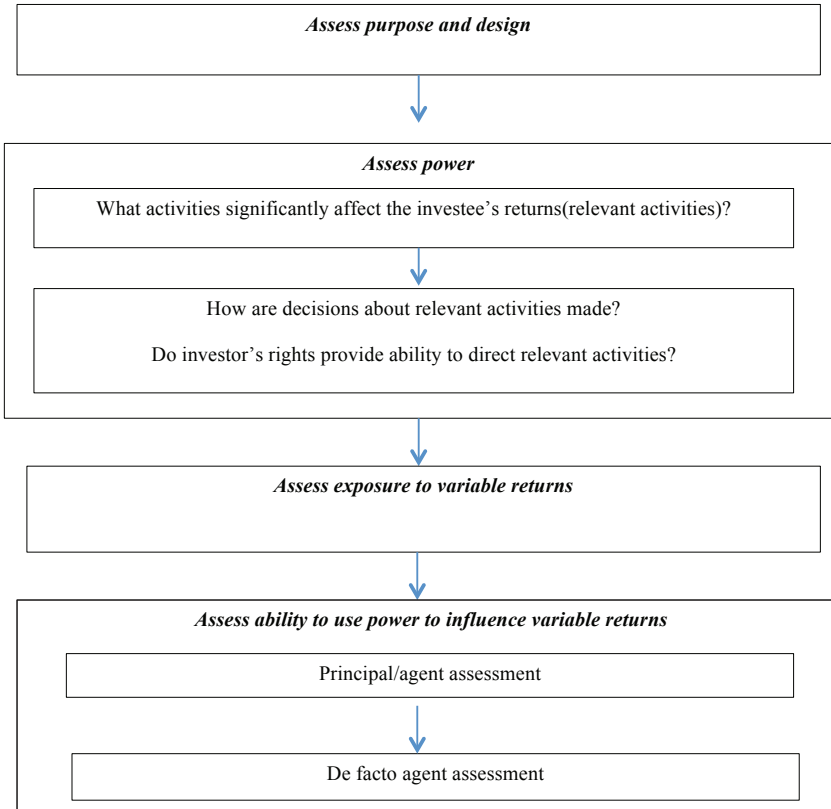 Assess purpose and design
Assess power
What activities significantly affect the investee’s returns(relevant activities)?
How are decisions about relevant activities made?
Do investor’s rights provide ability to direct relevant activities?
Assess exposure to variable returns
Assess ability to use power to influence variable returns
Principal/agent assessment
De facto agent assessment